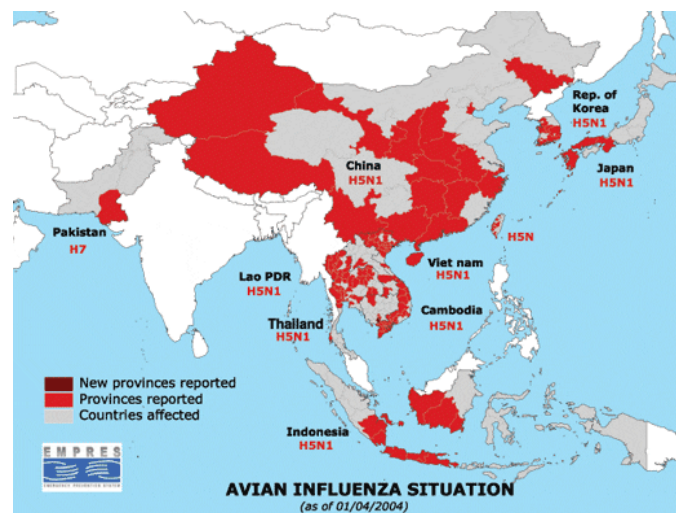 Rep. of
Korea
H5N1
China
H5N1
Japan
H5N1
Pakistan
H7
H5N
Viet nam
H5N1
Lao PDR
H5N1
Cambodia
H5N1
Thailand
H5N1
New provinces reported
Provinces reported
Countries affected
Indonesia
H5N1
EMPRES
AVIAN INFLUENZA SITUATION
(as of 01/04/2004)